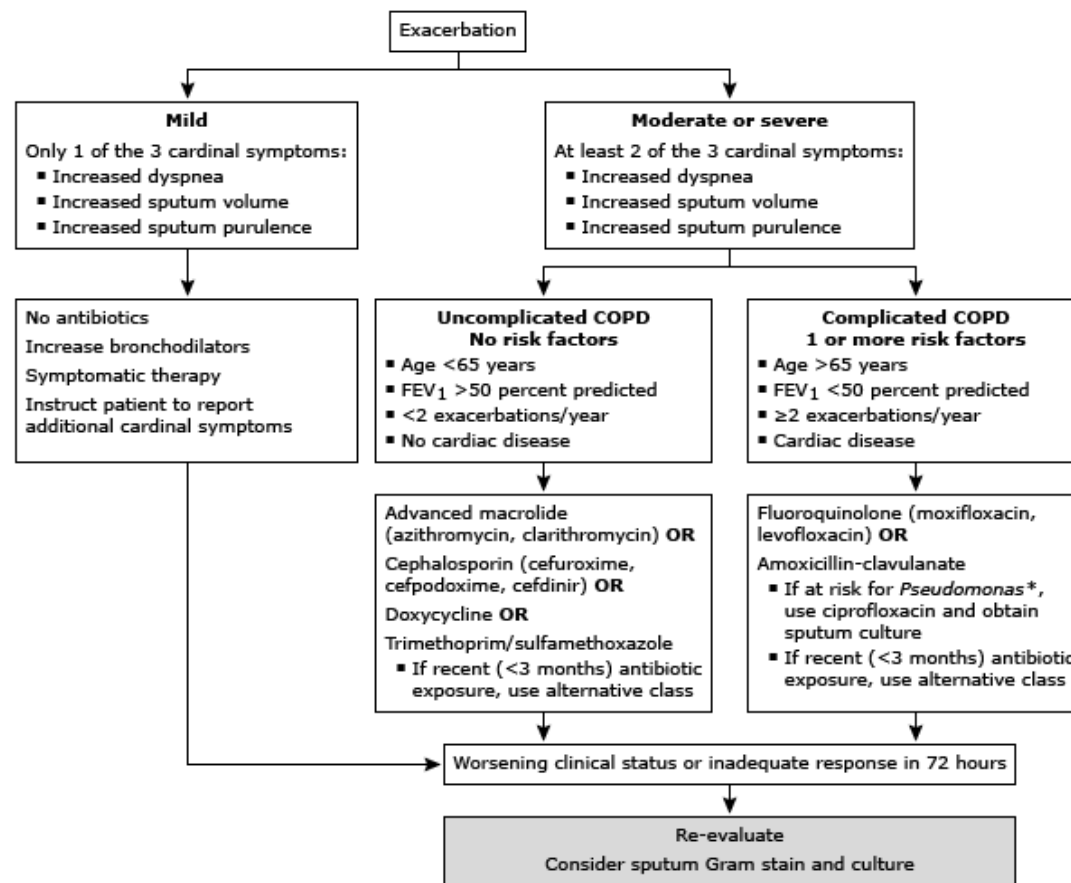 Exacerbation
Mild
Only 1 of the 3 cardinal symptoms:
▪ Increased dyspnea
▪ Increased sputum volume
▪ Increased sputum purulence
Moderate or severe
At least 2 of the 3 cardinal symptoms:
▪ Increased dyspnea
▪ Increased sputum volume
▪ Increased sputum purulence
No antibiotics
Increase bronchodilators
Symptomatic therapy
Instruct patient to report
additional cardinal symptoms
Uncomplicated COPD
No risk factors
▪ Age <65 years
▪ FEV₁ >50 percent predicted
▪ <2 exacerbations/year
▪ No cardiac disease
Complicated COPD
1 or more risk factors
▪ Age >65 years
▪ FEV₁ <50 percent predicted
▪ ≥2 exacerbations/year
▪ Cardiac disease
Advanced macrolide
(azithromycin, clarithromycin) OR
Cephalosporin (cefuroxime,
cefpodoxime, cefdinir) OR
Doxycycline OR
Trimethoprim/sulfamethoxazole
▪ If recent (<3 months) antibiotic
exposure, use alternative class
Fluoroquinolone (moxifloxacin,
levofloxacin) OR
Amoxicillin-clavulanate
▪ If at risk for Pseudomonas*,
use ciprofloxacin and obtain
sputum culture
▪ If recent (<3 months) antibiotic
exposure, use alternative class
Worsening clinical status or inadequate response in 72 hours
Re-evaluate
Consider sputum Gram stain and culture